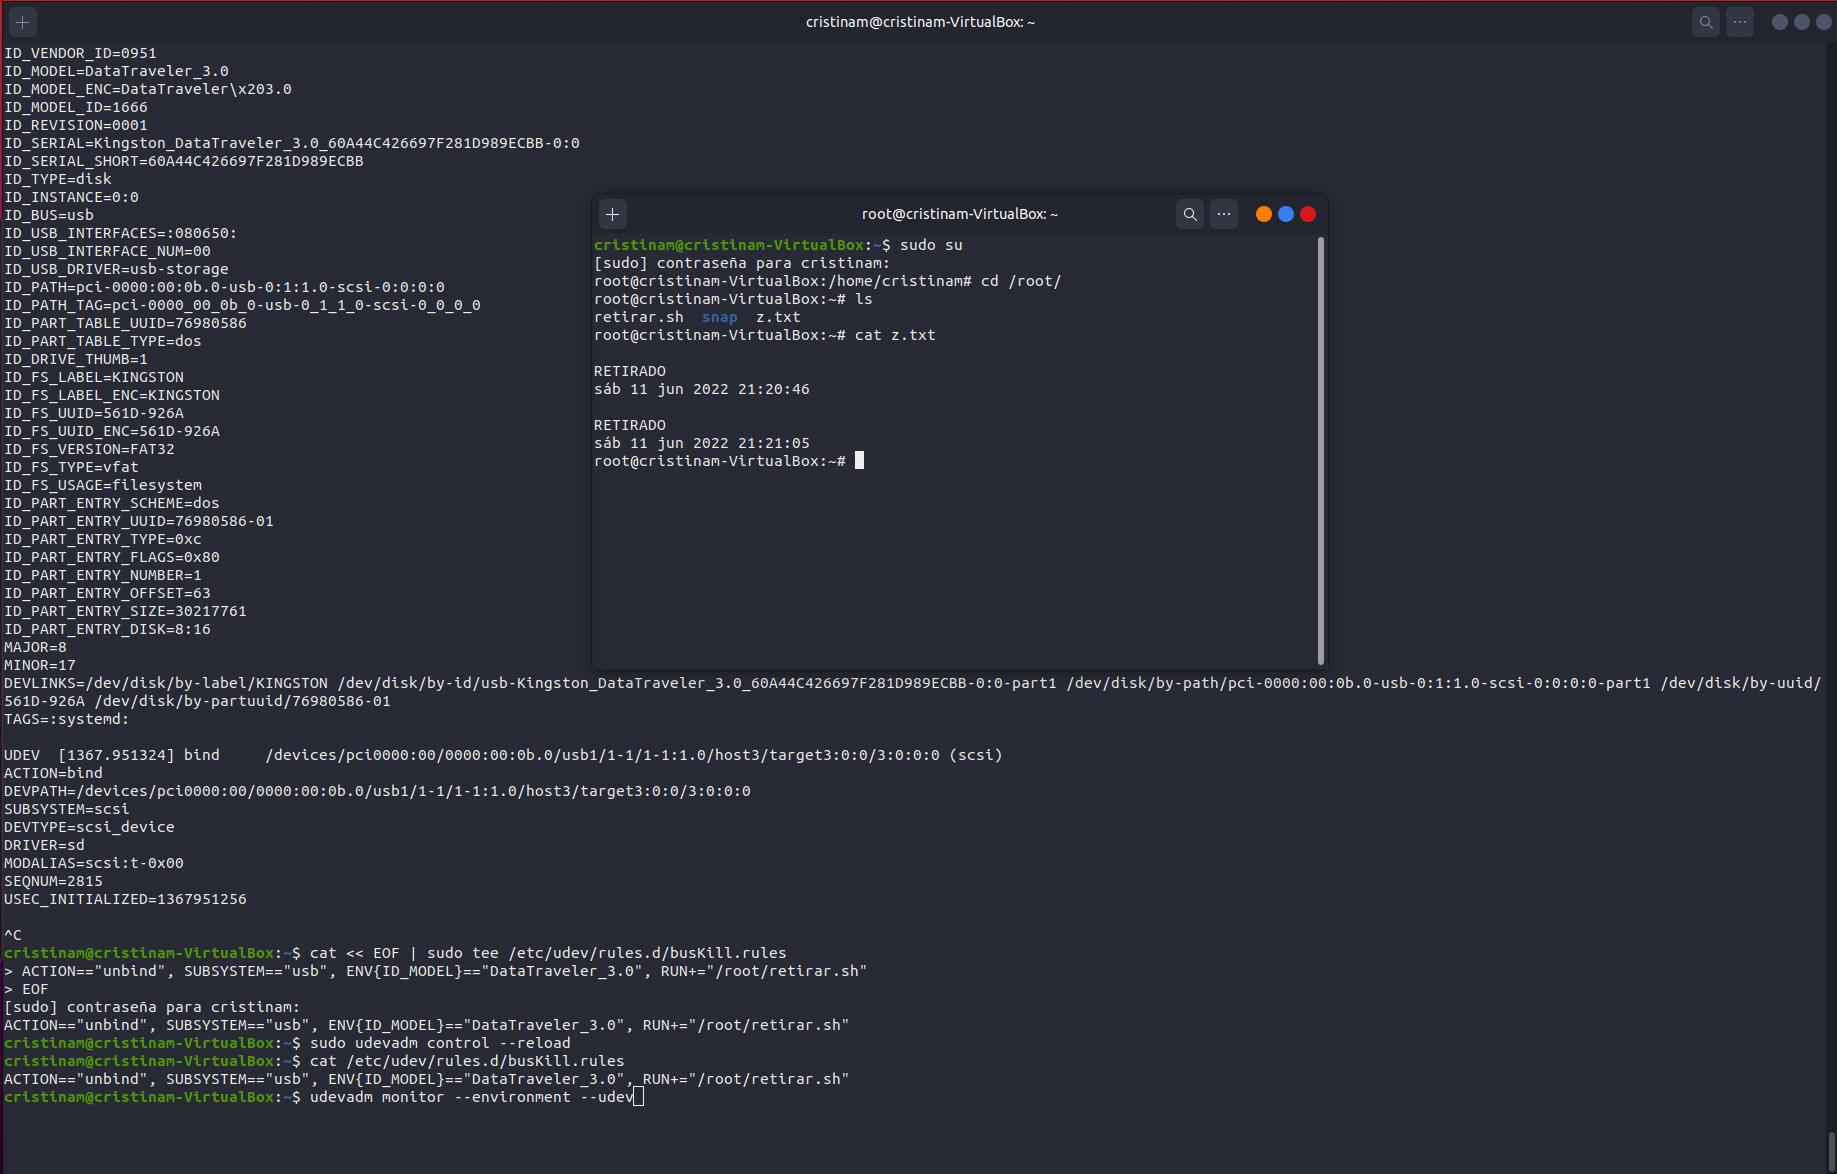 cristinam@cristinam-VirtualBox: ~
ID_VENDOR_ID=0951
ID_MODEL=DataTraveler_3.0
ID_MODEL_ENC=DataTraveler\x203.0
ID_MODEL_ID=1666
ID_REVISION=0001
ID_SERIAL=Kingston_DataTraveler_3.0_60A44C426697F281D989ECBB-0:0
ID_SERIAL_SHORT=60A44C426697F281D989ECBB
ID_TYPE=disk
ID_INSTANCE=0:0
ID_BUS=usb
ID_USB_INTERFACES=:080650:
ID_USB_INTERFACE_NUM=00
ID_USB_DRIVER=usb-storage
ID_PATH=pci-0000:00:0b.0-usb-0:1:1.0-scsi-0:0:0:0
ID_PATH_TAG=pci-0000_00_0b_0-usb-0_1_1_0-scsi-0_0_0_0
ID_PART_TABLE_UUID=76980586
ID_PART_TABLE_TYPE=dos
ID_DRIVE_THUMB=1
ID_FS_LABEL=KINGSTON
ID_FS_LABEL_ENC=KINGSTON
ID_FS_UUID=561D-926A
ID_FS_UUID_ENC=561D-926A
ID_FS_VERSION=FAT32
ID_FS_TYPE=vfat
ID_FS_USAGE=filesystem
ID_PART_ENTRY_SCHEME=dos
ID_PART_ENTRY_UUID=76980586-01
ID_PART_ENTRY_TYPE=0xc
ID_PART_ENTRY_FLAGS=0x80
ID_PART_ENTRY_NUMBER=1
ID_PART_ENTRY_OFFSET=63
ID_PART_ENTRY_SIZE=30217761
ID_PART_ENTRY_DISK=8:16
MAJOR=8
MINOR=17
DEVLINKS=/dev/disk/by-label/KINGSTON /dev/disk/by-id/usb-Kingston_DataTraveler_3.0_60A44C426697F281D989ECBB-0:0-part1 /dev/disk/by-path/pci-0000:00:0b.0-usb-0:1:1.0-scsi-0:0:0:0-part1 /dev/disk/by-uuid/
561D-926A /dev/disk/by-partuuid/76980586-01
TAGS=:systemd:
UDEV  [1367.951324] bind     /devices/pci0000:00/0000:00:0b.0/usb1/1-1/1-1:1.0/host3/target3:0:0/3:0:0:0 (scsi)
ACTION=bind
DEVPATH=/devices/pci0000:00/0000:00:0b.0/usb1/1-1/1-1:1.0/host3/target3:0:0/3:0:0:0
SUBSYSTEM=scsi
DEVTYPE=scsi_device
DRIVER=sd
MODALIAS=scsi:t-0x00
SEQNUM=2815
USEC_INITIALIZED=1367951256
^C
cristinam@cristinam-VirtualBox:~$ cat << EOF | sudo tee /etc/udev/rules.d/busKill.rules
> ACTION=="unbind", SUBSYSTEM=="usb", ENV{ID_MODEL}=="DataTraveler_3.0", RUN+="/root/retirar.sh"
> EOF
[sudo] contraseña para cristinam:
ACTION=="unbind", SUBSYSTEM=="usb", ENV{ID_MODEL}=="DataTraveler_3.0", RUN+="/root/retirar.sh"
cristinam@cristinam-VirtualBox:~$ sudo udevadm control --reload
cristinam@cristinam-VirtualBox:~$ cat /etc/udev/rules.d/busKill.rules
ACTION=="unbind", SUBSYSTEM=="usb", ENV{ID_MODEL}=="DataTraveler_3.0", RUN+="/root/retirar.sh"
cristinam@cristinam-VirtualBox:~$ udevadm monitor --environment --udev
root@cristinam-VirtualBox: ~
cristinam@cristinam-VirtualBox:~$ sudo su
[sudo] contraseña para cristinam:
root@cristinam-VirtualBox:/home/cristinam# cd /root/
root@cristinam-VirtualBox:~# ls
retirar.sh  snap  z.txt
root@cristinam-VirtualBox:~# cat z.txt
RETIRADO
sáb 11 jun 2022 21:20:46
RETIRADO
sáb 11 jun 2022 21:21:05
root@cristinam-VirtualBox:~#